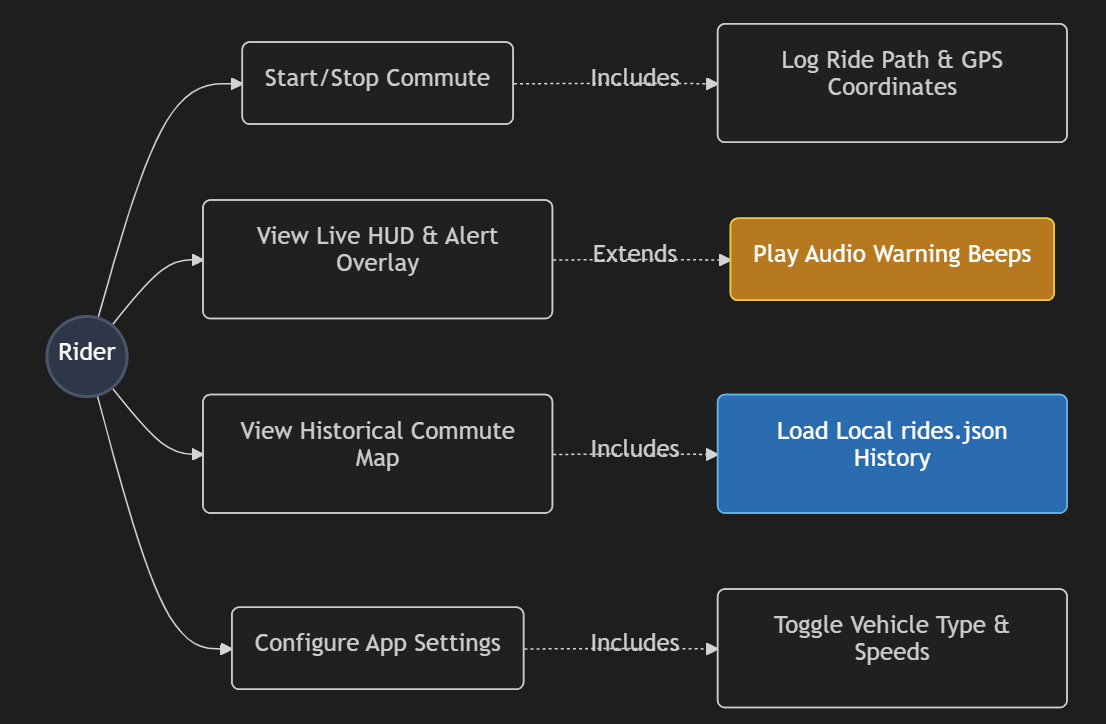 Start/Stop Commute
Includes
Log Ride Path & GPS
Coordinates
View Live HUD & Alert
Overlay
Extends
Play Audio Warning Beeps
Rider
View Historical Commute
Map
Includes
Load Local rides.json
History
Configure App Settings
Includes
Toggle Vehicle Type &
Speeds